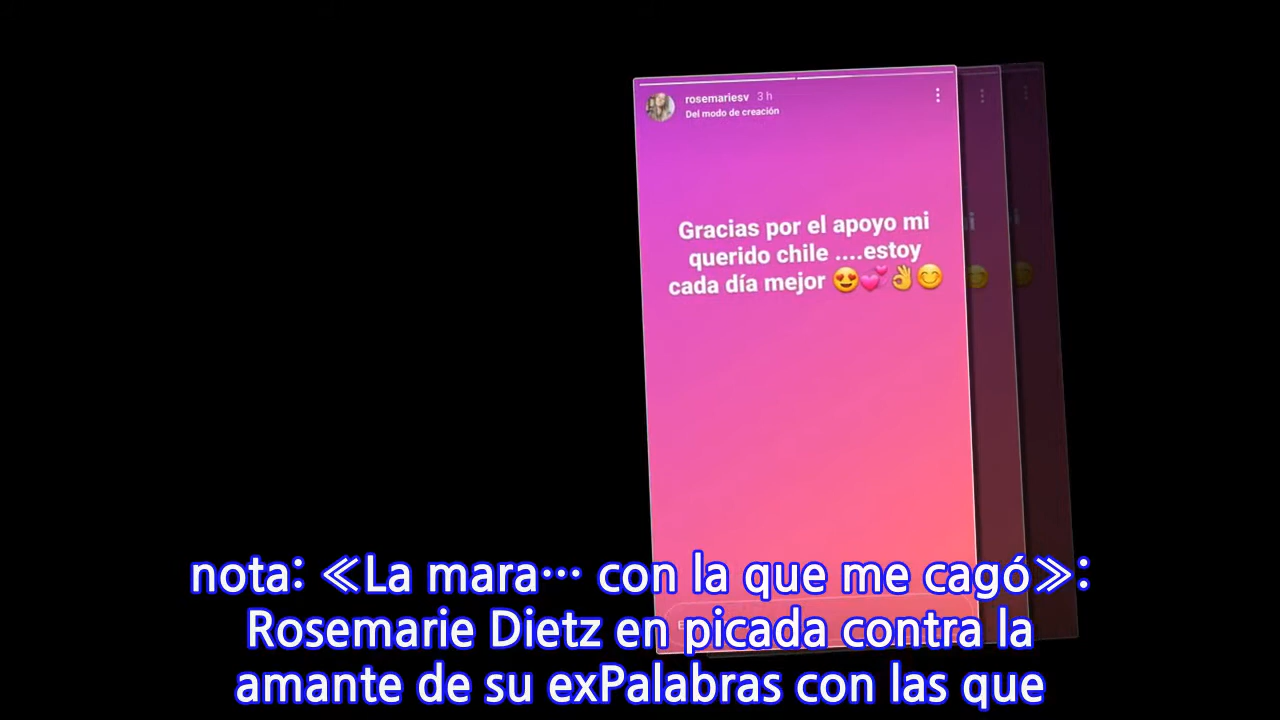 rosemariesv 3 h
Del modo de creación
Gracias por el apoyo mi
querido chile ....estoy
cada día mejor 😍💞👌😊
nota: ≪La mara… con la que me cagó≫:
Rosemarie Dietz en picada contra la
amante de su exPalabras con las que